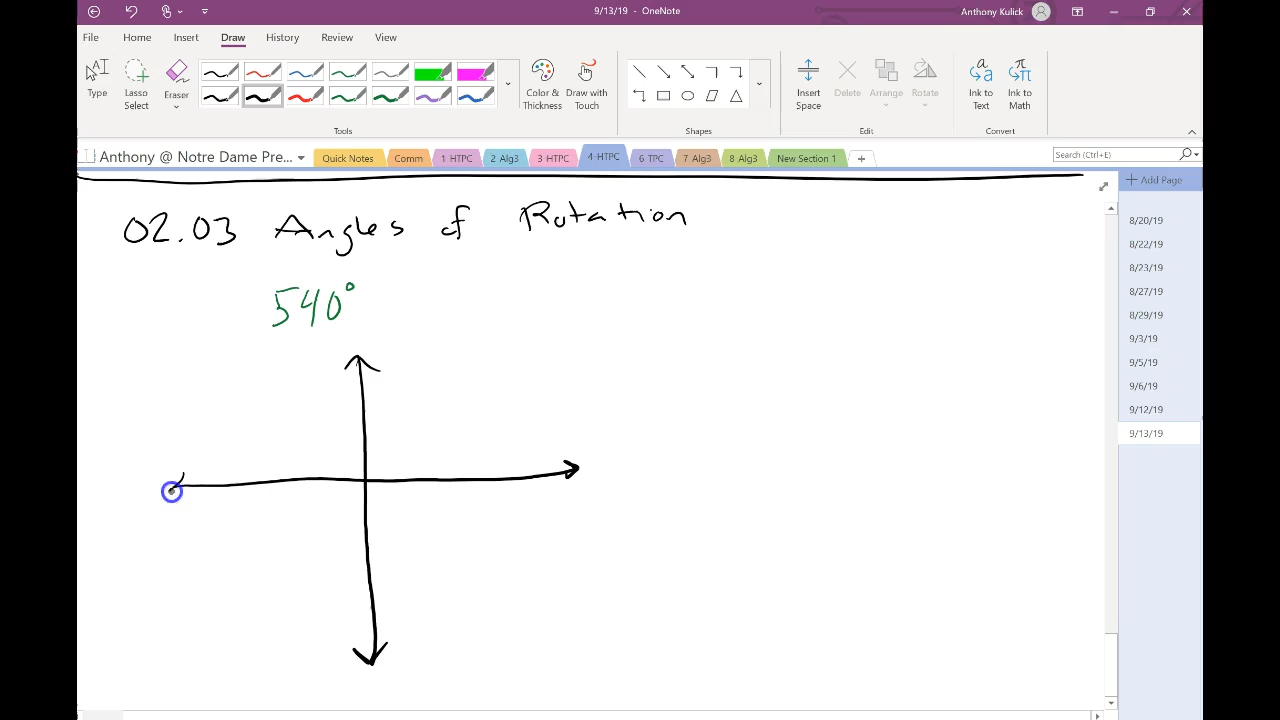 9/13/19 - OneNote
Anthony Kulick
File Home Insert Draw History Review View
Type
Lasso Select
Eraser
Color & Thickness
Draw with Touch
Insert Space
Delete
Arrange
Rotate
Ink to Text
Ink to Math
Tools
Shapes
Edit
Convert
Anthony @ Notre Dame Pre...
Quick Notes
Comm
1 HTPC
2 Alg3
3 HTPC
4 HTPC
6 TPC
7 Alg3
8 Alg3
New Section 1
Search (Ctrl+E)
Add Page
02.03 Angles of Rotation
540°
8/20/19
8/22/19
8/23/19
8/27/19
8/29/19
9/3/19
9/5/19
9/6/19
9/12/19
9/13/19